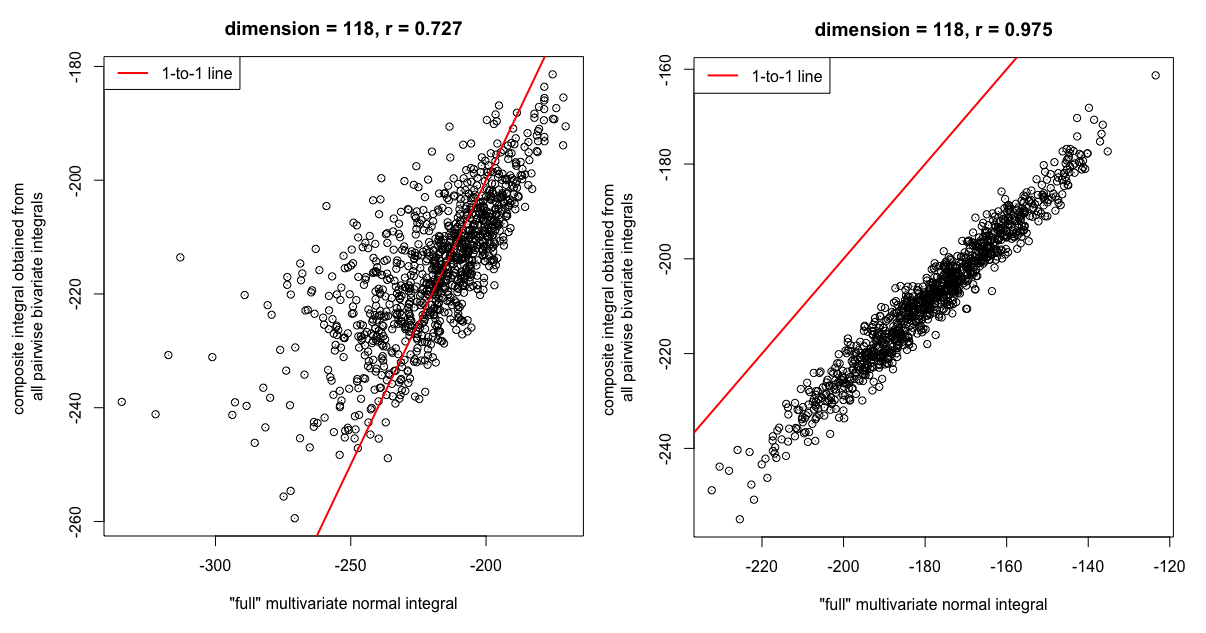 dimension = 118, r = 0.727
1-to-1 line
-180
-200
-220
-240
-260
composite integral obtained from
all pairwise bivariate integrals
-300
-250
-200
"full" multivariate normal integral
dimension = 118, r = 0.975
1-to-1 line
-160
-180
-200
-220
-240
composite integral obtained from
all pairwise bivariate integrals
-220
-200
-180
-160
-140
-120
"full" multivariate normal integral